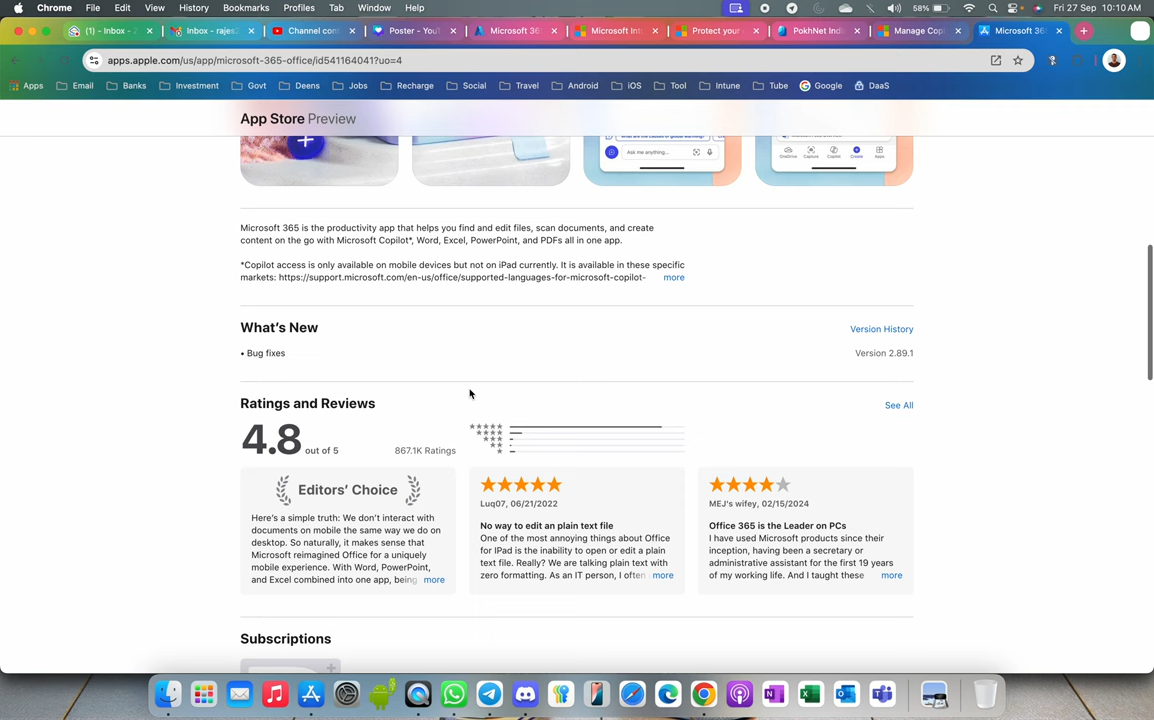 Chrome File Edit View History Bookmarks Profiles Tab Window Help 58% Fri 27 Sep 10:10 AM
(1) - Inbox - 2 Inbox - rajes Channel con Poster - You Microsoft 36 Microsoft Int Protect your PokhNet Indi Manage Cop Microsoft 36
apps.apple.com/us/app/microsoft-365-office/id541164041?uo=4
Apps Email Banks Investment Govt Deens Jobs Recharge Social Travel Android iOS Tool Intune Tube Google DaaS
App Store Preview
Ask me anything...
OneDrive Capture Copilot Create Apps
Microsoft 365 is the productivity app that helps you find and edit files, scan documents, and create
content on the go with Microsoft Copilot*, Word, Excel, PowerPoint, and PDFs all in one app.
*Copilot access is only available on mobile devices but not on iPad currently. It is available in these specific
markets: https://support.microsoft.com/en-us/office/supported-languages-for-microsoft-copilot- more
What's New
Version History
• Bug fixes
Version 2.89.1
Ratings and Reviews
See All
4.8 out of 5
867.1K Ratings
Editors' Choice
Here's a simple truth: We don't interact with
documents on mobile the same way we do on
desktop. So naturally, it makes sense that
Microsoft reimagined Office for a uniquely
mobile experience. With Word, PowerPoint,
and Excel combined into one app, being more
Luq07, 06/21/2022
No way to edit an plain text file
One of the most annoying things about Office
for IPad is the inability to open or edit a plain
text file. Really? We are talking plain text with
zero formatting. As an IT person, I often more
MEJ's wifey, 02/15/2024
Office 365 is the Leader on PCs
I have used Microsoft products since their
inception, having been a secretary or
administrative assistant for the first 19 years
of my working life. And I taught these more
Subscriptions